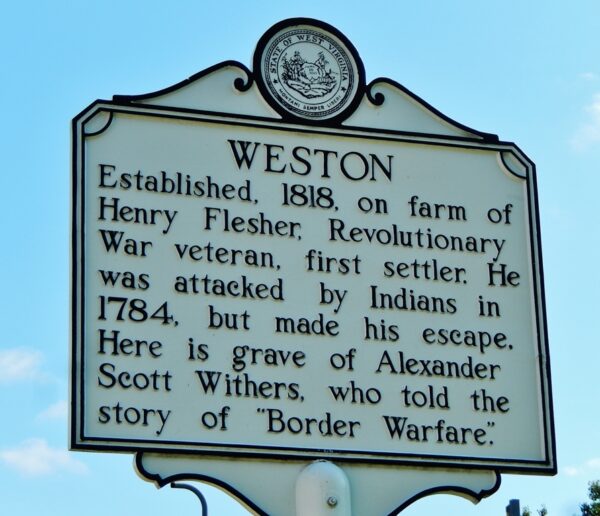 STATE OF WEST VIRGINIA
MONTANI SEMPER LIBERI
WESTON
Established, 1818, on farm of
Henry Flesher, Revolutionary
War veteran, first settler. He
was attacked by Indians in
1784, but made his escape.
Here is grave of Alexander
Scott Withers, who told the
story of "Border Warfare".